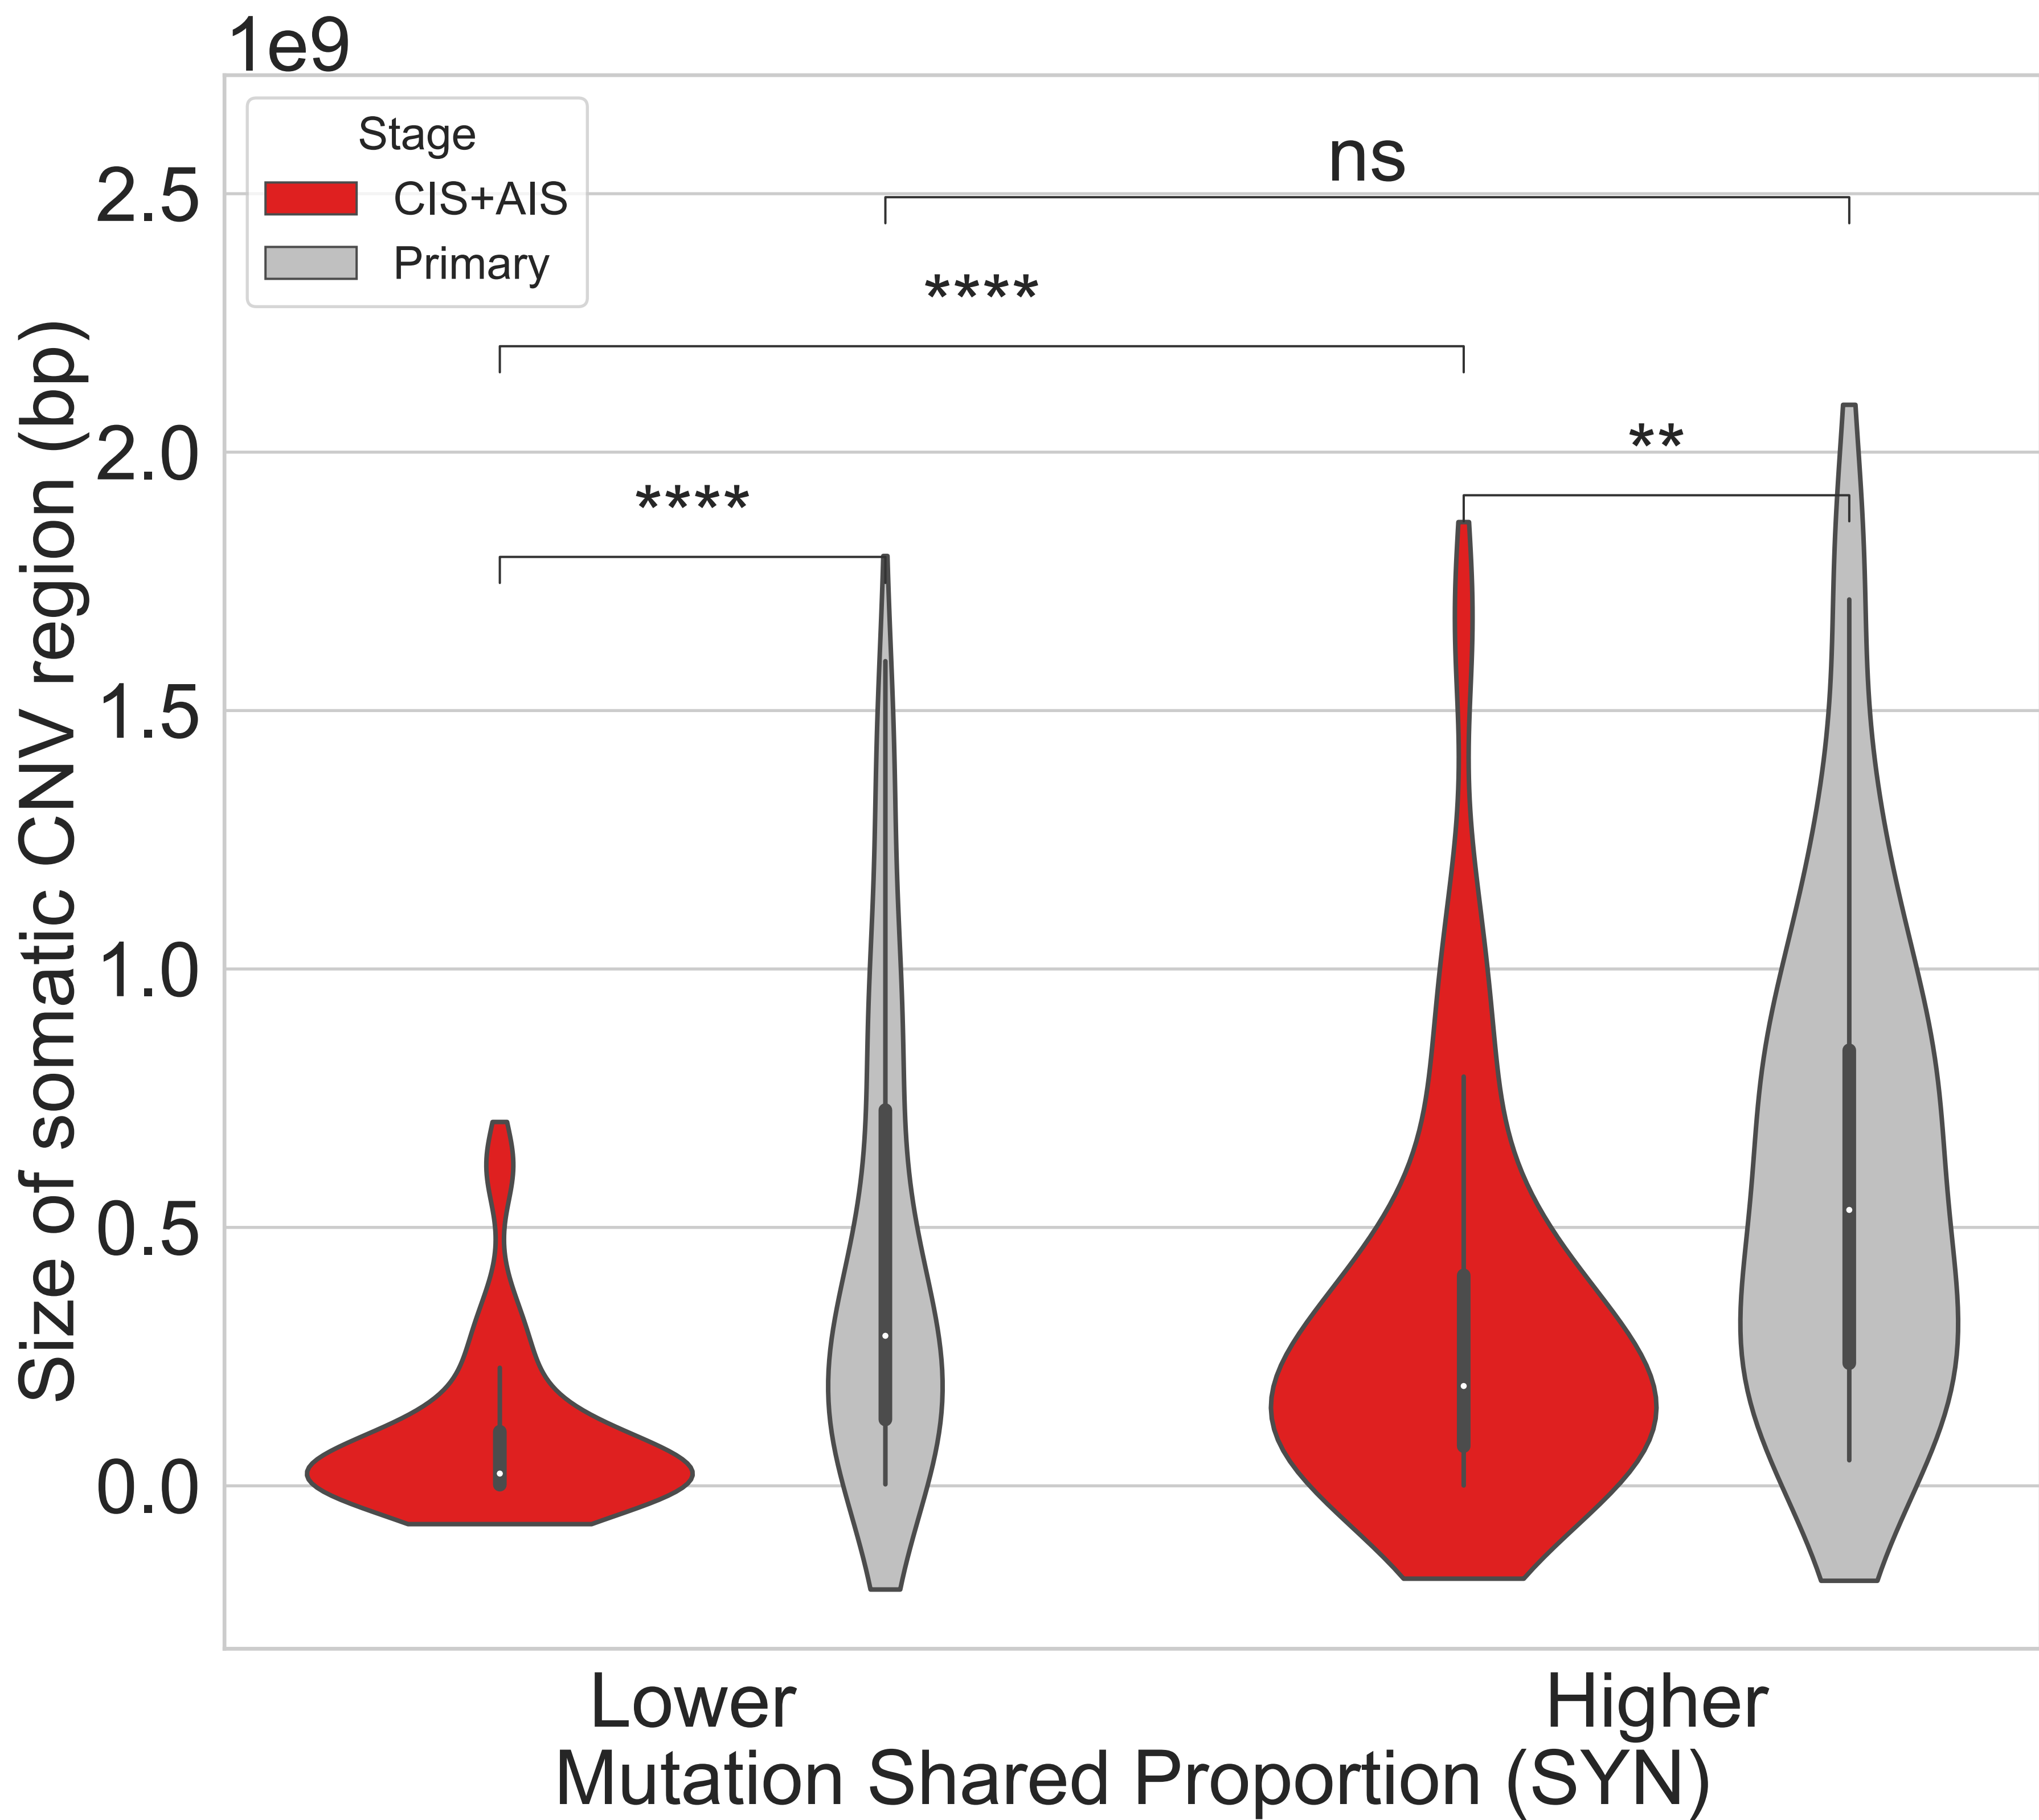 1e9
Stage
CIS+AIS
Primary
ns
****
**
****
2.5
2.0
1.5
1.0
0.5
0.0
Size of somatic CNV region (bp)
Lower
Higher
Mutation Shared Proportion (SYN)